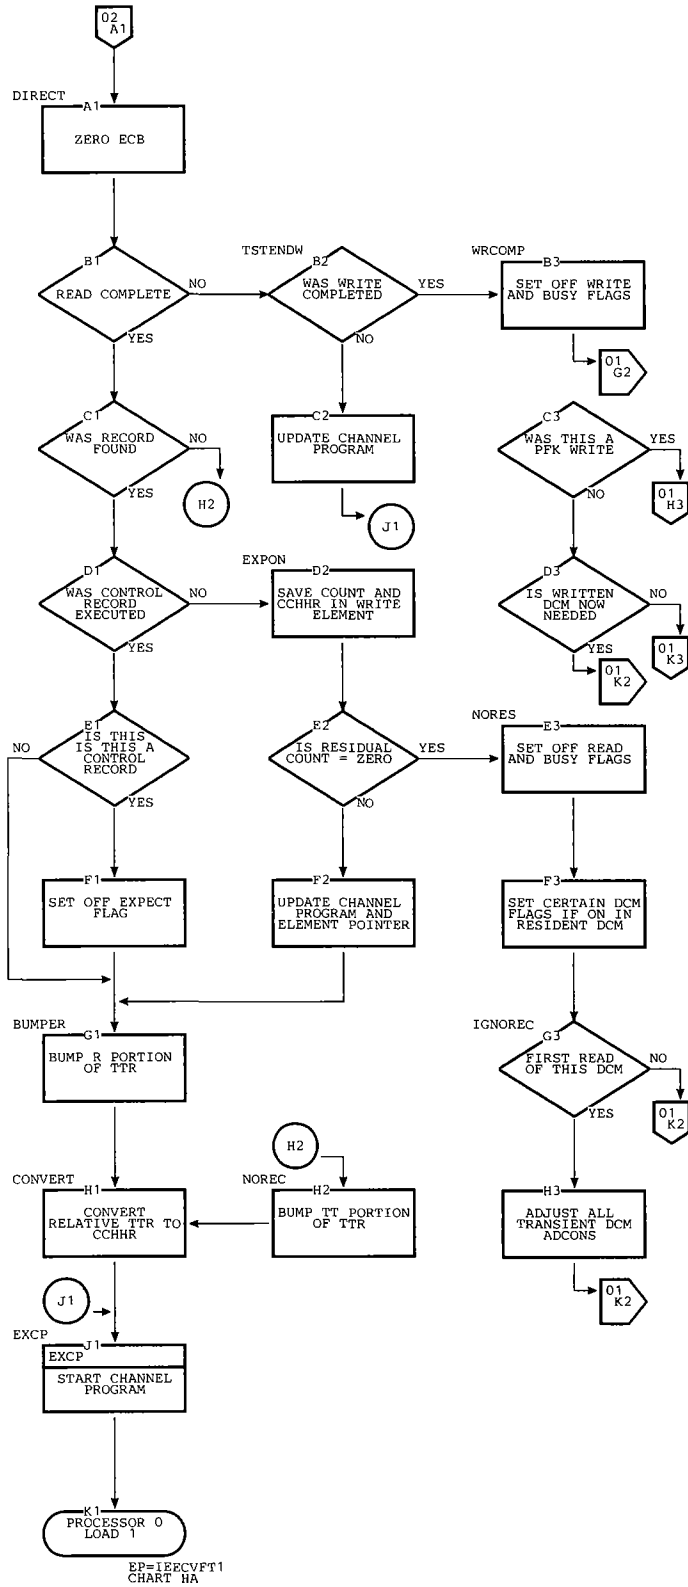 02
A1
DIRECT
A1
ZERO ECB
B1
READ COMPLETE
NO
YES
TSTENDW
B2
WAS WRITE
COMPLETED
YES
NO
WRCOMP
B3
SET OFF WRITE
AND BUSY FLAGS
01
G2
C1
WAS RECORD
FOUND
NO
YES
H2
C2
UPDATE CHANNEL
PROGRAM
J1
C3
WAS THIS A
PFK WRITE
YES
NO
01
H3
D1
WAS CONTROL
RECORD
EXECUTED
NO
YES
EXPON
D2
SAVE COUNT AND
CCHHR IN WRITE
ELEMENT
D3
IS WRITTEN
DCM NOW
NEEDED
NO
YES
01
K3
01
K2
E1
IS THIS
IS THIS A
CONTROL
RECORD
NO
YES
E2
IS RESIDUAL
COUNT = ZERO
YES
NO
NORES
E3
SET OFF READ
AND BUSY FLAGS
F1
SET OFF EXPECT
FLAG
F2
UPDATE CHANNEL
PROGRAM AND
ELEMENT POINTER
F3
SET CERTAIN DCM
FLAGS IF ON IN
RESIDENT DCM
BUMPER
G1
BUMP R PORTION
OF TTR
IGNOREC
G3
FIRST READ
OF THIS DCM
NO
YES
01
K2
H2
CONVERT
H1
CONVERT
RELATIVE TTR TO
CCHHR
NOREC
H2
BUMP TT PORTION
OF TTR
H3
ADJUST ALL
TRANSIENT DCM
ADCONS
01
K2
J1
EXCP
J1
EXCP
START CHANNEL
PROGRAM
K1
PROCESSOR 0
LOAD 1
EP=IEECVFT1
CHART HA